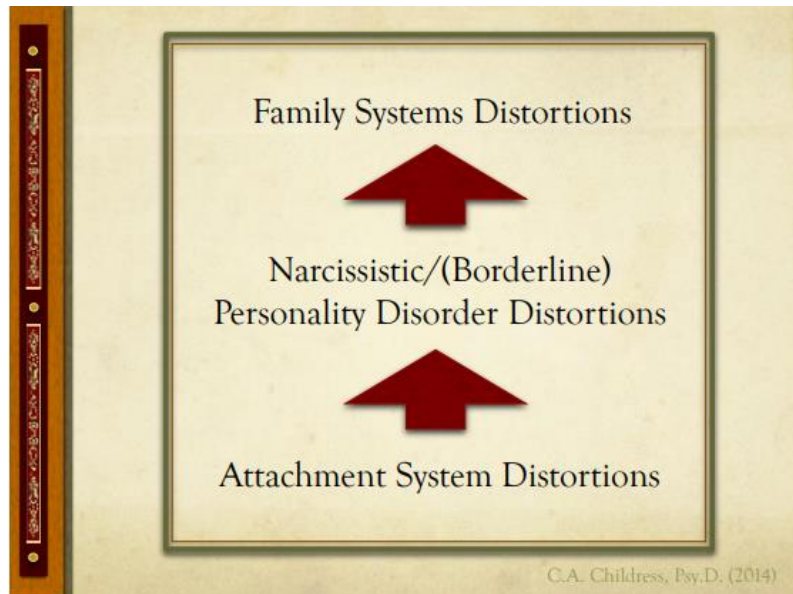 Family Systems Distortions
Narcissistic/(Borderline)
Personality Disorder Distortions
Attachment System Distortions
C.A. Childress, Psy.D. (2014)